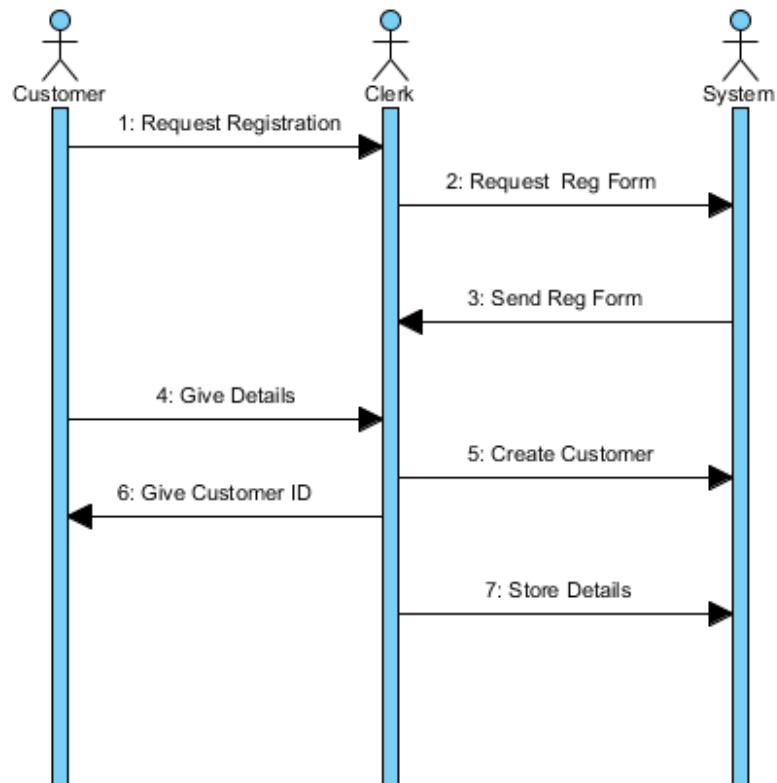 Customer
Clerk
System
1: Request Registration
2: Request Reg Form
3: Send Reg Form
4: Give Details
5: Create Customer
6: Give Customer ID
7: Store Details